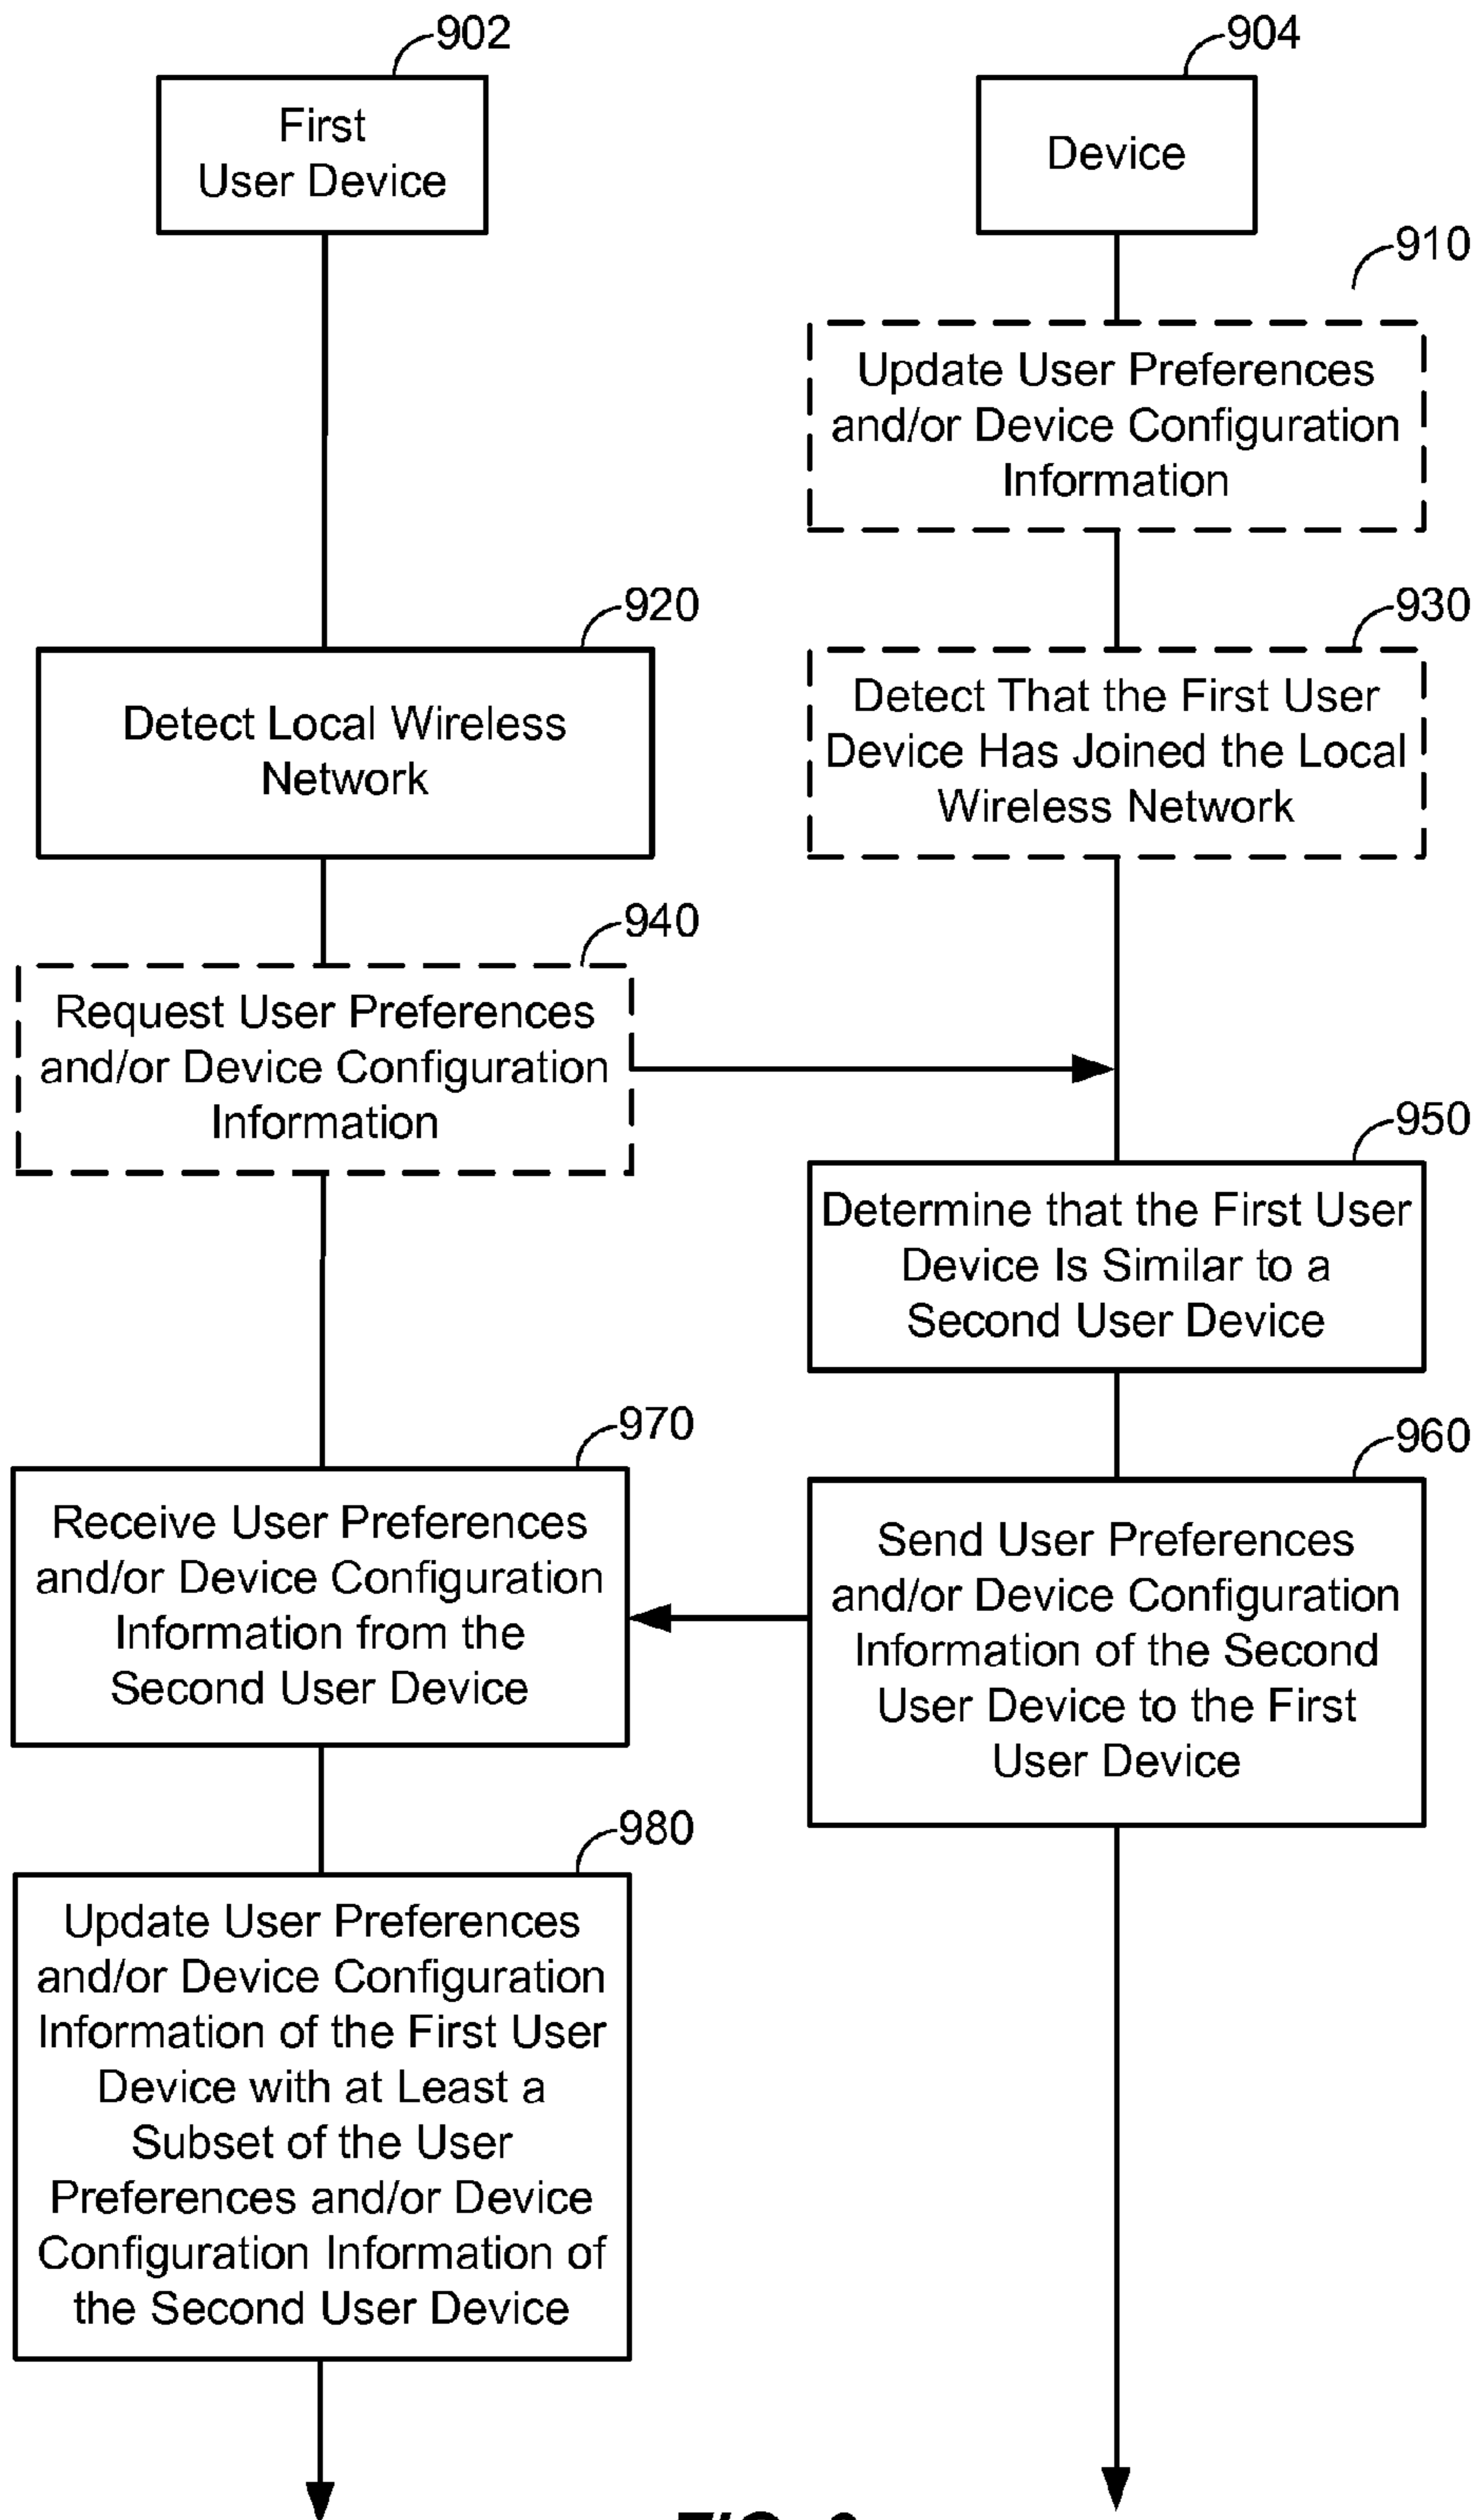 902
First
User Device
904
Device
910
Update User Preferences
and/or Device Configuration
Information
920
Detect Local Wireless
Network
930
Detect That the First User
Device Has Joined the Local
Wireless Network
940
Request User Preferences
and/or Device Configuration
Information
950
Determine that the First User
Device Is Similar to a
Second User Device
960
Send User Preferences
and/or Device Configuration
Information of the Second
User Device to the First
User Device
970
Receive User Preferences
and/or Device Configuration
Information from the
Second User Device
980
Update User Preferences
and/or Device Configuration
Information of the First User
Device with at Least a
Subset of the User
Preferences and/or Device
Configuration Information of
the Second User Device